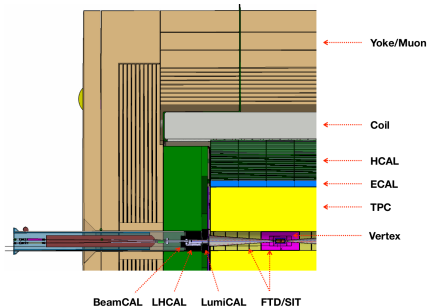 Yoke/Muon
Coil
HCAL
ECAL
TPC
Vertex
BeamCAL LHCAL LumiCAL FTD/SIT